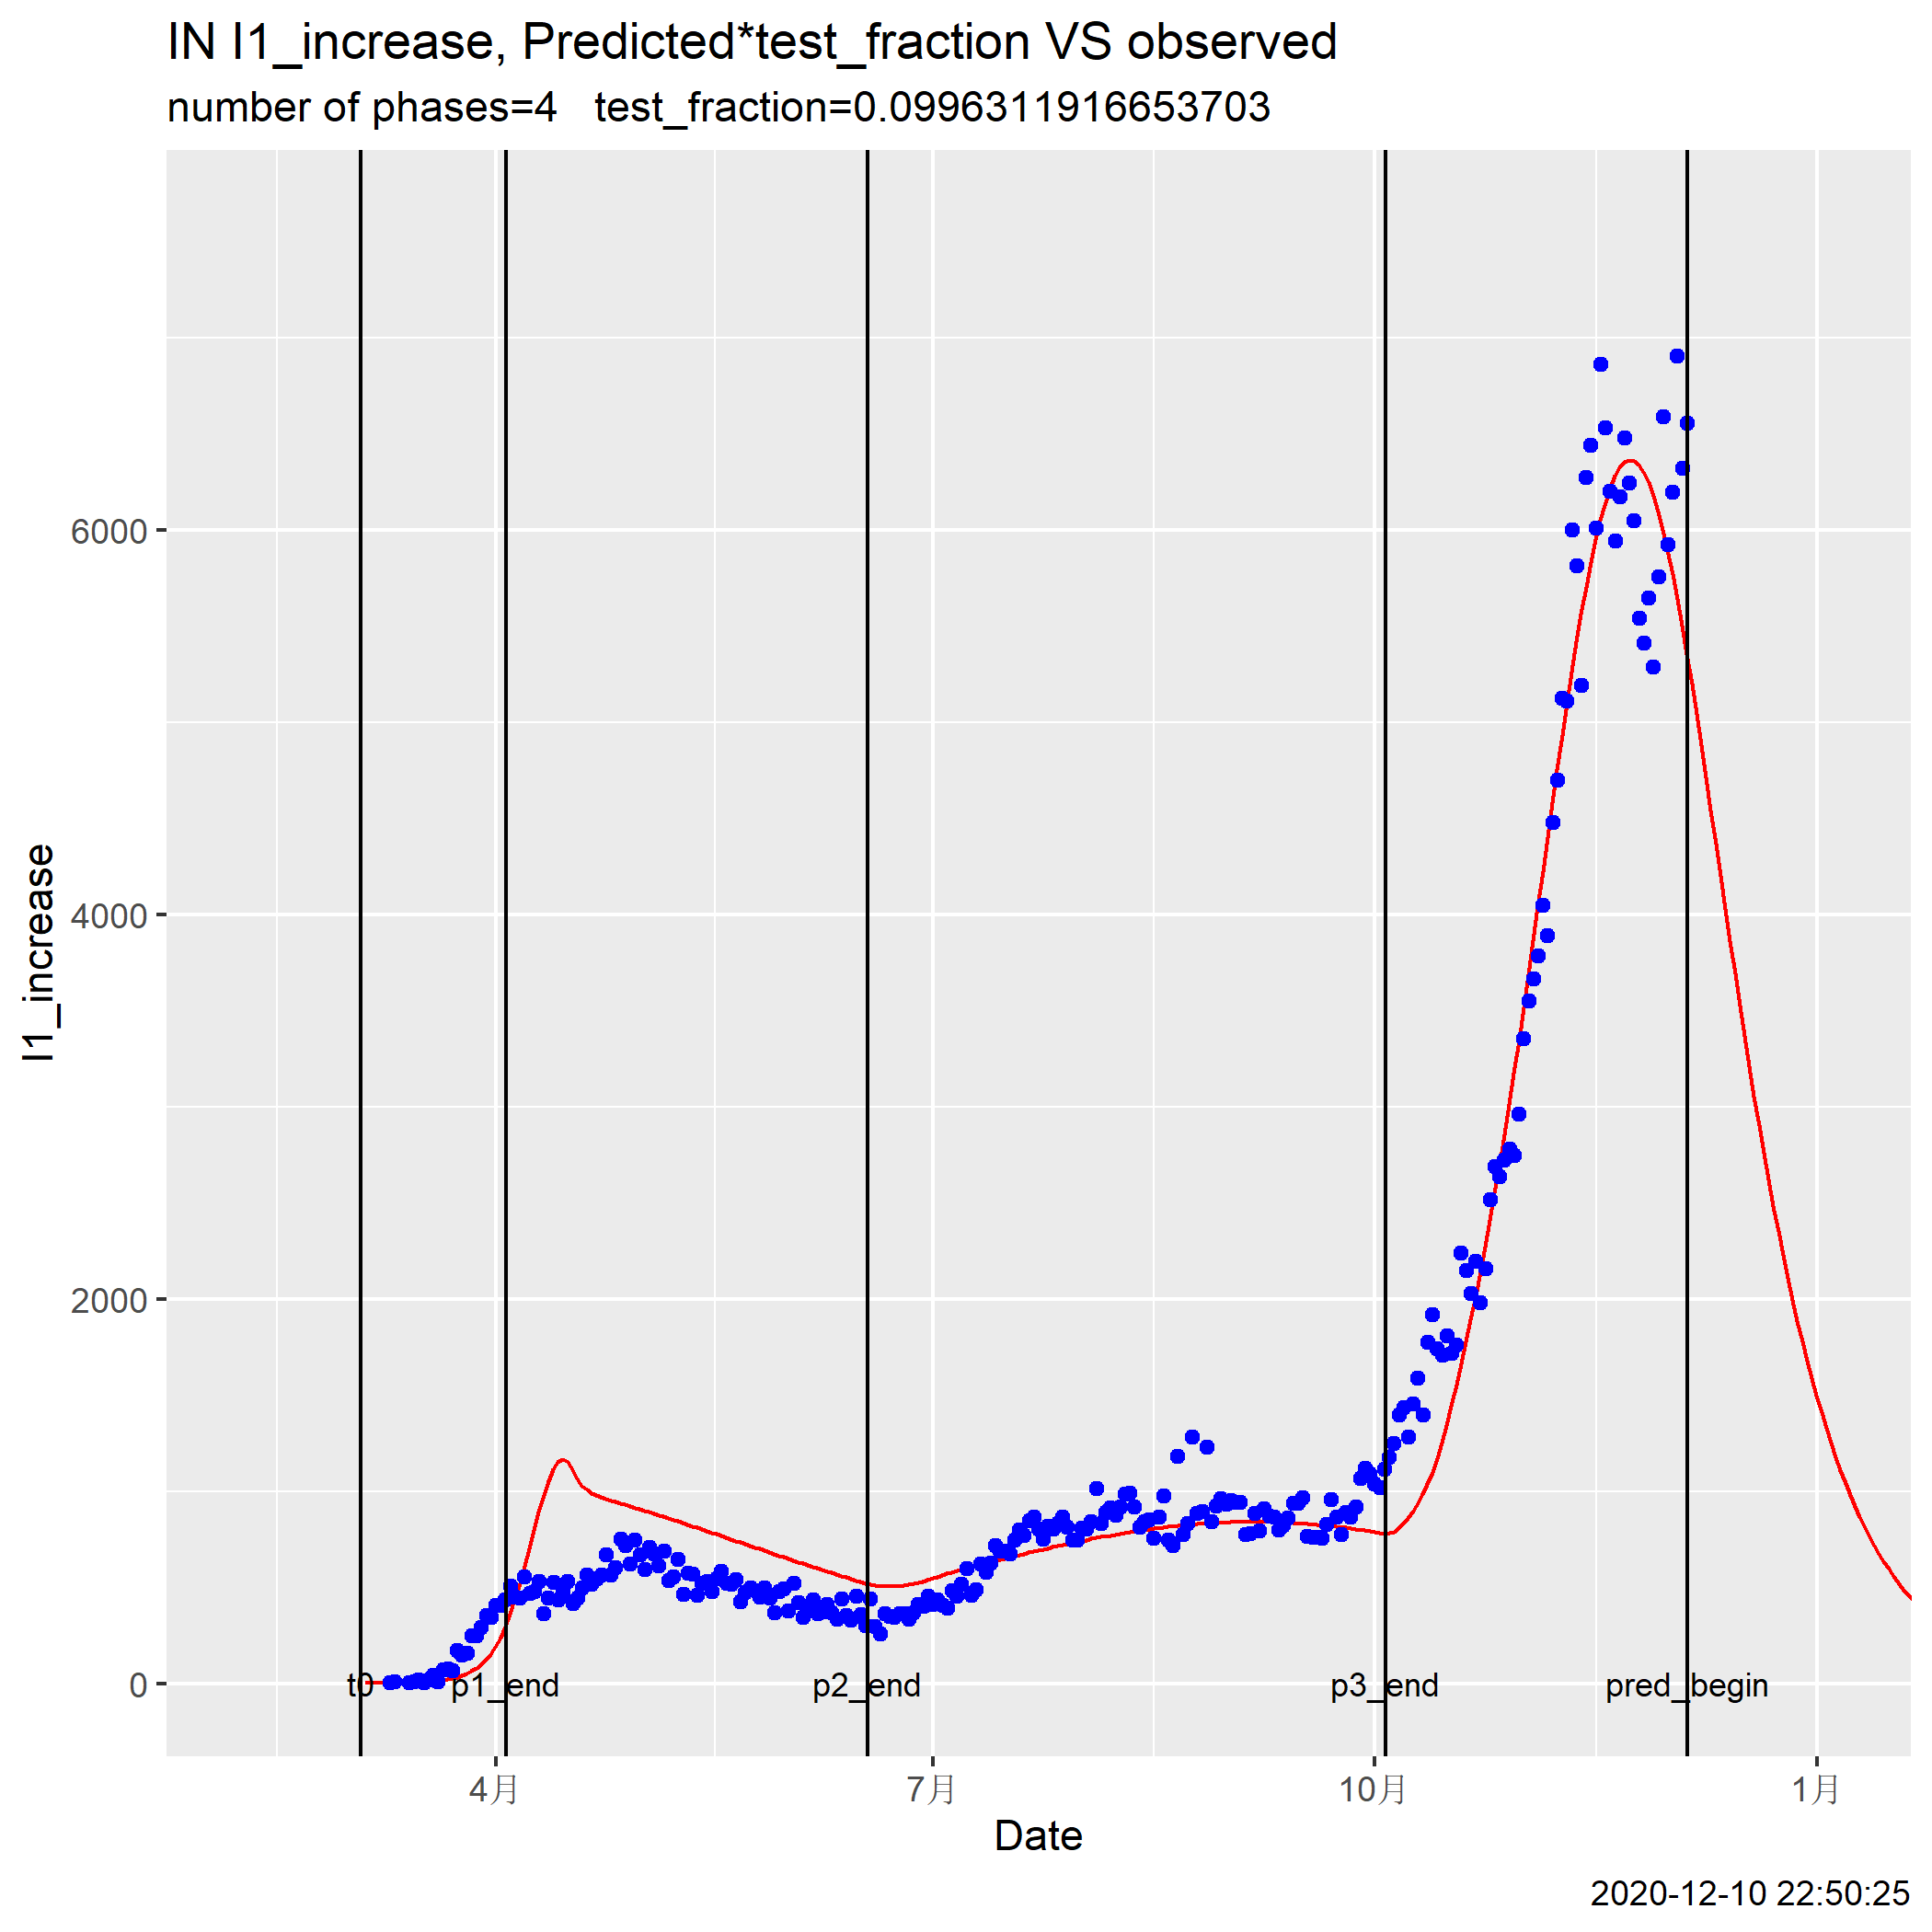 IN I1_increase, Predicted*test_fraction VS observed
number of phases=4 test_fraction=0.0996311916653703
I1_increase
6000
4000
2000
0
t0 p1_end p2_end p3_end pred_begin
4月 7月 10月 1月
Date
2020-12-10 22:50:25